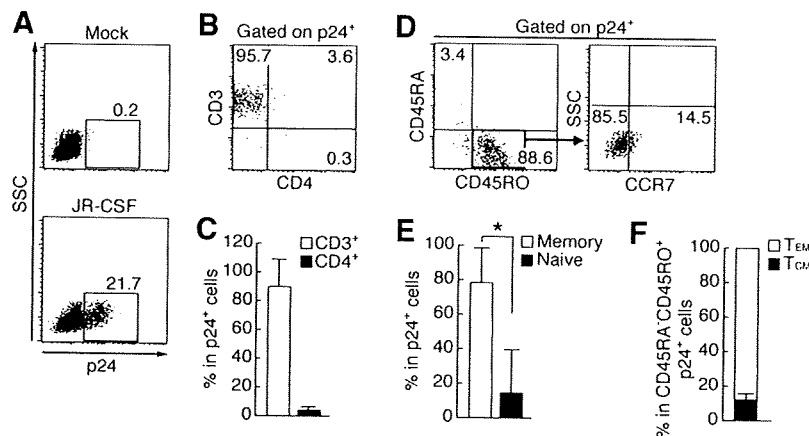 A
Mock
0.2
JR-CSF
21.7
SSC
p24
B
Gated on p24⁺
95.7
3.6
0.3
CD3
CD4
C
CD3⁺
CD4⁺
120
100
80
60
40
20
0
% in p24⁺ cells
D
Gated on p24⁺
3.4
88.6
CD45RA
CD45RO
SSC
85.5
14.5
CCR7
E
*
Memory
Naive
100
80
60
40
20
0
% in p24⁺ cells
F
TEM
TCM
100
80
60
40
20
0
% in CD45RA⁻CD45RO⁺
p24⁺ cells